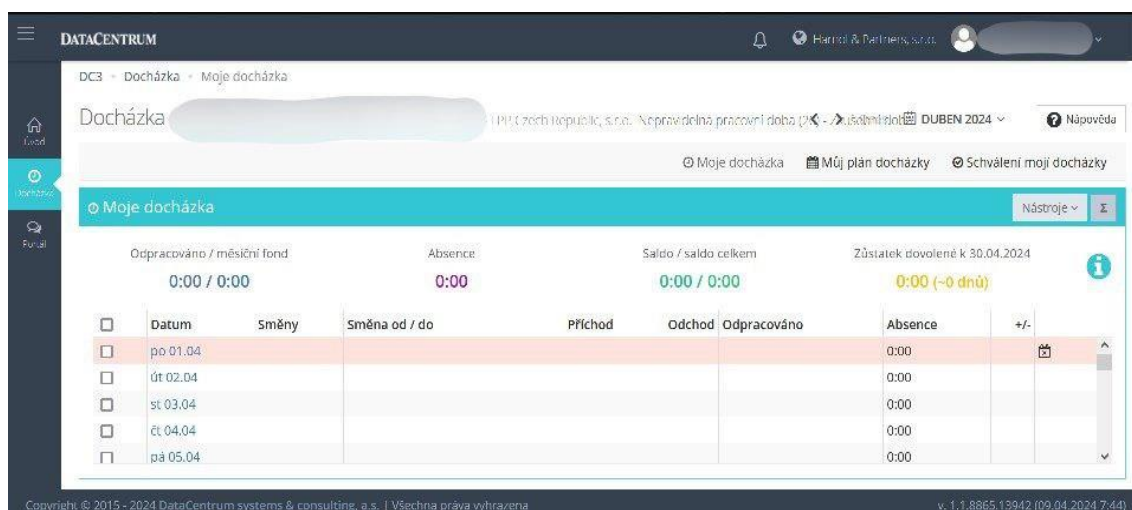 DATACENTRUM Harmol & Partners, s.r.o.
DC3 Docházka Moje docházka
Docházka LPP Czech Republic, s.r.o. Nepravidelná pracovní doba DUBEN 2024 Nápověda
Úvod
Moje docházka Můj plán docházky Schválení mojí docházky
Docházka
Moje docházka Nástroje Σ
Portál
Odpracováno / měsíční fond Absence Saldo / saldo celkem Zůstatek dovolené k 30.04.2024
0:00 / 0:00 0:00 0:00 / 0:00 0:00 (~0 dnů)
Datum Směny Směna od / do Příchod Odchod Odpracováno Absence +/-
po 01.04 0:00
út 02.04 0:00
st 03.04 0:00
čt 04.04 0:00
pá 05.04 0:00
Copyright © 2015 - 2024 DataCentrum systems & consulting, a.s. | Všechna práva vyhrazena v. 1.1.8865.13942 (09.04.2024 7:44)